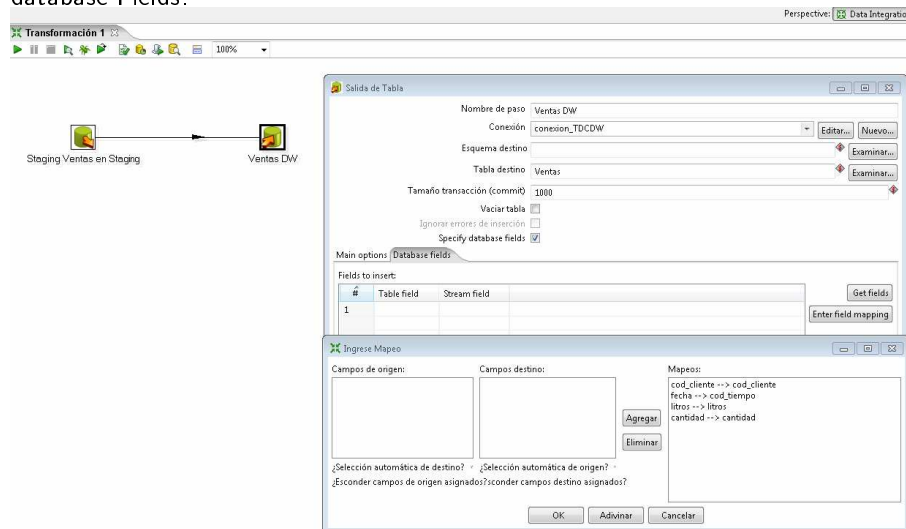 database Fields.
Perspective: Data Integratio
Transformación 1
100%
Staging Ventas en Staging
Ventas DW
Salida de Tabla
Nombre de paso Ventas DW
Conexión conexion_TDCDW Editar... Nuevo...
Esquema destino Examinar...
Tabla destino Ventas Examinar...
Tamaño transacción (commit) 1000
Vaciar tabla
Ignorar errores de inserción
Specify database fields
Main options Database fields
Fields to insert:
# Table field Stream field Get fields
1 Enter field mapping
Ingrese Mapeo
Campos de origen: Campos destino: Mapeos:
cod_cliente --> cod_cliente
fecha --> cod_tiempo
litros --> litros
cantidad --> cantidad
Agregar
Eliminar
¿Selección automática de destino? ¿Selección automática de origen?
¿Esconder campos de origen asignados?sconder campos destino asignados?
OK Adivinar Cancelar